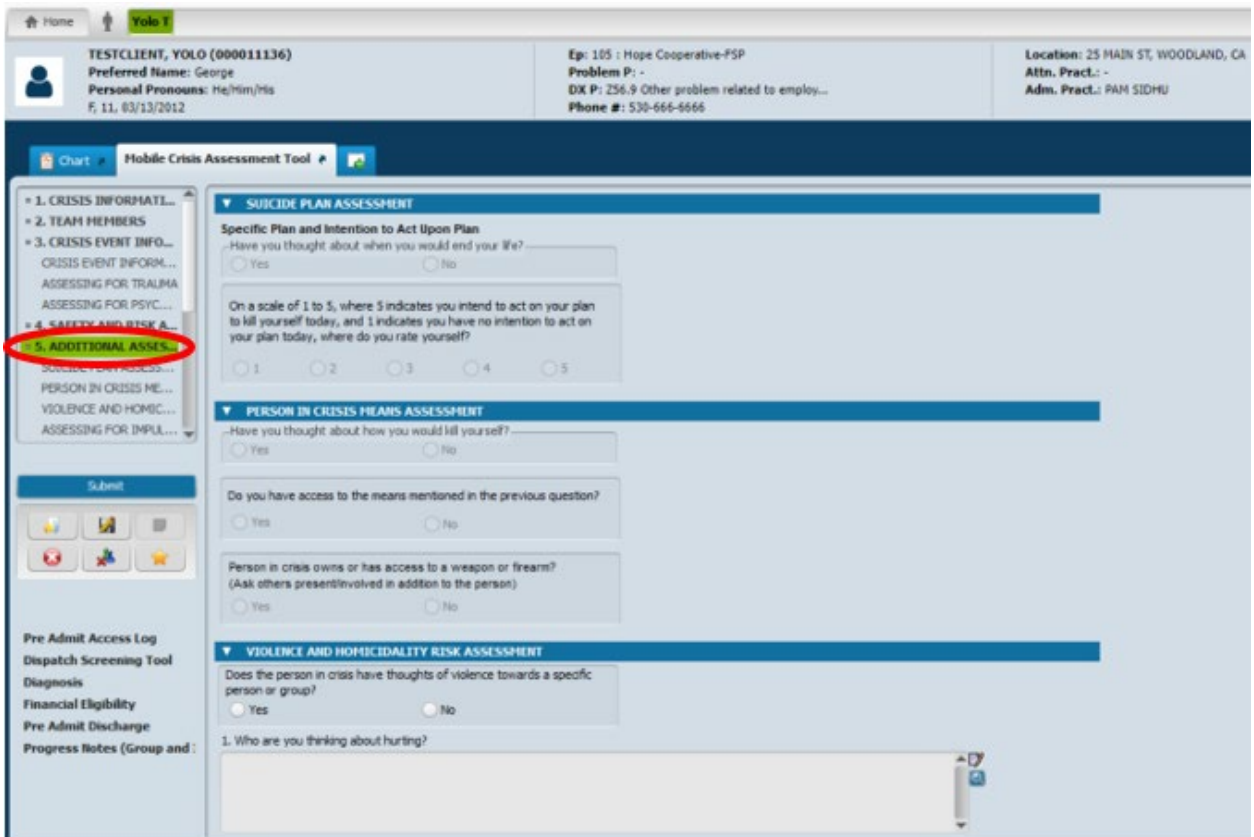 Home
Yolo T
TESTCLIENT, YOLO (000011136)
Preferred Name: George
Personal Pronouns: He/Him/His
F, 11, 03/13/2012
Ep: 105 : Hope Cooperative-FSP
Problem P: -
DX P: Z56.9 Other problem related to employ...
Phone #: 530-666-6666
Location: 25 MAIN ST, WOODLAND, CA
Attn. Pract.: -
Adm. Pract.: PAM SIDHU
Chart
Mobile Crisis Assessment Tool
1. CRISIS INFORMATI...
2. TEAM MEMBERS
3. CRISIS EVENT INFO...
CRISIS EVENT INFORM...
ASSESSING FOR TRAUMA
ASSESSING FOR PSYC...
4. SAFETY AND RISK A...
5. ADDITIONAL ASSES...
SUICIDE PLAN ASSESS...
PERSON IN CRISIS ME...
VIOLENCE AND HOMIC...
ASSESSING FOR IMPUL...
Submit
Pre Admit Access Log
Dispatch Screening Tool
Diagnosis
Financial Eligibility
Pre Admit Discharge
Progress Notes (Group and
SUICIDE PLAN ASSESSMENT
Specific Plan and Intention to Act Upon Plan
Have you thought about when you would end your life?
Yes No
On a scale of 1 to 5, where 5 indicates you intend to act on your plan
to kill yourself today, and 1 indicates you have no intention to act on
your plan today, where do you rate yourself?
1 2 3 4 5
PERSON IN CRISIS MEANS ASSESSMENT
Have you thought about how you would kill yourself?
Yes No
Do you have access to the means mentioned in the previous question?
Yes No
Person in crisis owns or has access to a weapon or firearm?
(Ask others present/involved in addition to the person)
Yes No
VIOLENCE AND HOMICIDALITY RISK ASSESSMENT
Does the person in crisis have thoughts of violence towards a specific
person or group?
Yes No
1. Who are you thinking about hurting?